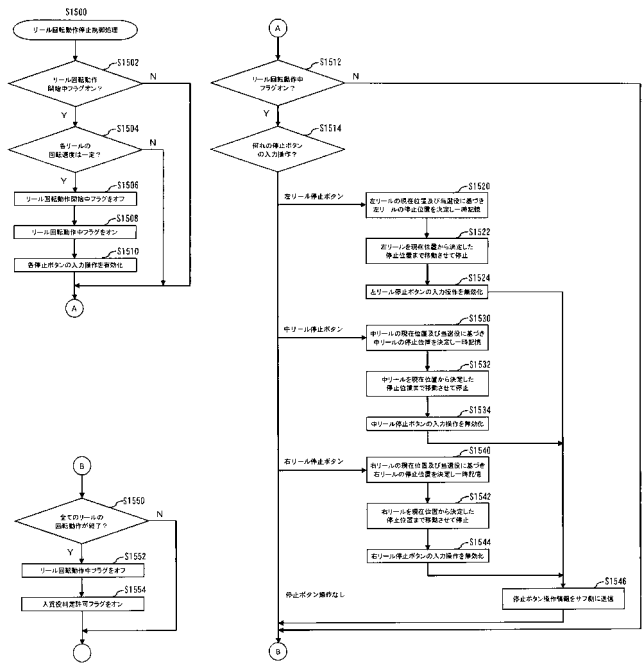 S1500
リール回転動作停止制御処理
S1502
リール回転動作
開始中フラグオン?
N
Y
S1504
各リールの
回転速度は一定?
N
Y
S1506
リール回転動作開始中フラグをオフ
S1508
リール回転動作中フラグをオン
S1510
各停止ボタンの入力操作を有効化
A
A
S1512
リール回転動作中
フラグオン?
N
Y
S1514
何れの停止ボタン
の入力操作?
左リール停止ボタン
S1520
左リールの現在位置及び当選役に基づき
左リールの停止位置を決定し一時記憶
S1522
左リールを現在位置から決定した
停止位置まで移動させて停止
S1524
左リール停止ボタンの入力操作を無効化
中リール停止ボタン
S1530
中リールの現在位置及び当選役に基づき
中リールの停止位置を決定し一時記憶
S1532
中リールを現在位置から決定した
停止位置まで移動させて停止
S1534
中リール停止ボタンの入力操作を無効化
右リール停止ボタン
S1540
右リールの現在位置及び当選役に基づき
右リールの停止位置を決定し一時記憶
S1542
右リールを現在位置から決定した
停止位置まで移動させて停止
S1544
右リール停止ボタンの入力操作を無効化
S1546
停止ボタン操作情報をサブ側に送信
停止ボタン操作なし
B
B
S1550
全てのリールの
回転動作が終了?
N
Y
S1552
リール回転動作中フラグをオフ
S1554
入賞役判定許可フラグをオン